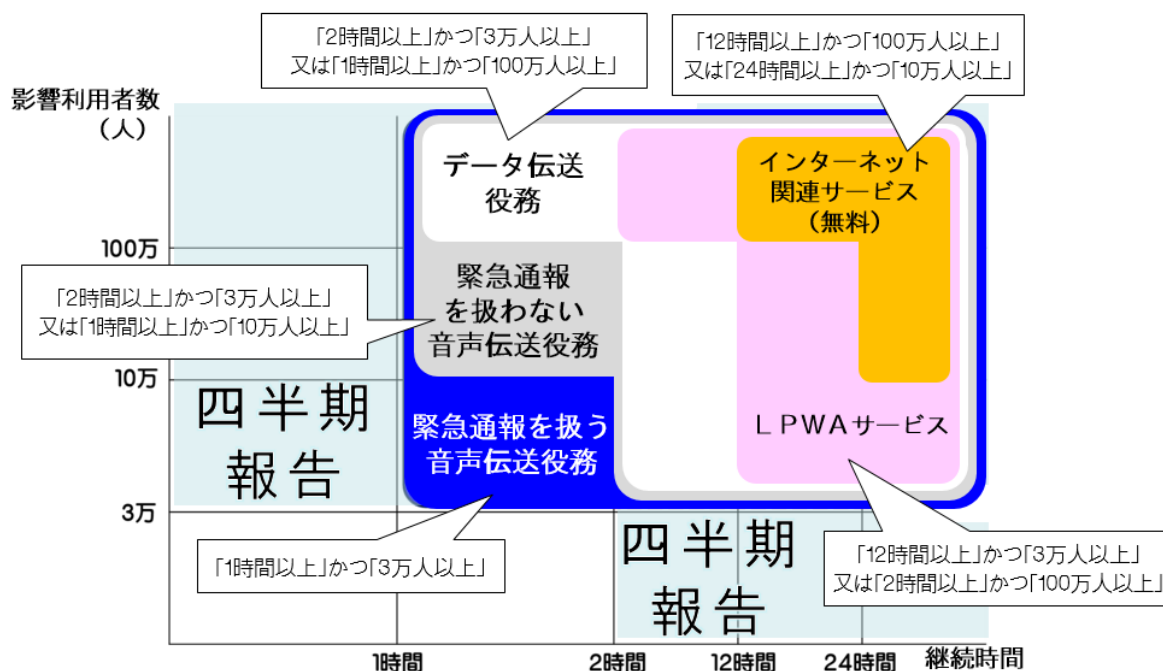 「2時間以上」かつ「3万人以上」
又は「1時間以上」かつ「100万人以上」
「12時間以上」かつ「100万人以上」
又は「24時間以上」かつ「10万人以上」
影響利用者数
（人）
データ伝送
役務
インターネット
関連サービス
（無料）
100万
「2時間以上」かつ「3万人以上」
又は「1時間以上」かつ「10万人以上」
緊急通報
を扱わない
音声伝送役務
10万
四半期
報告
緊急通報を扱う
音声伝送役務
ＬＰＷＡサービス
3万
「1時間以上」かつ「3万人以上」
四半期
報告
「12時間以上」かつ「3万人以上」
又は「2時間以上」かつ「100万人以上」
1時間
2時間
12時間
24時間
継続時間